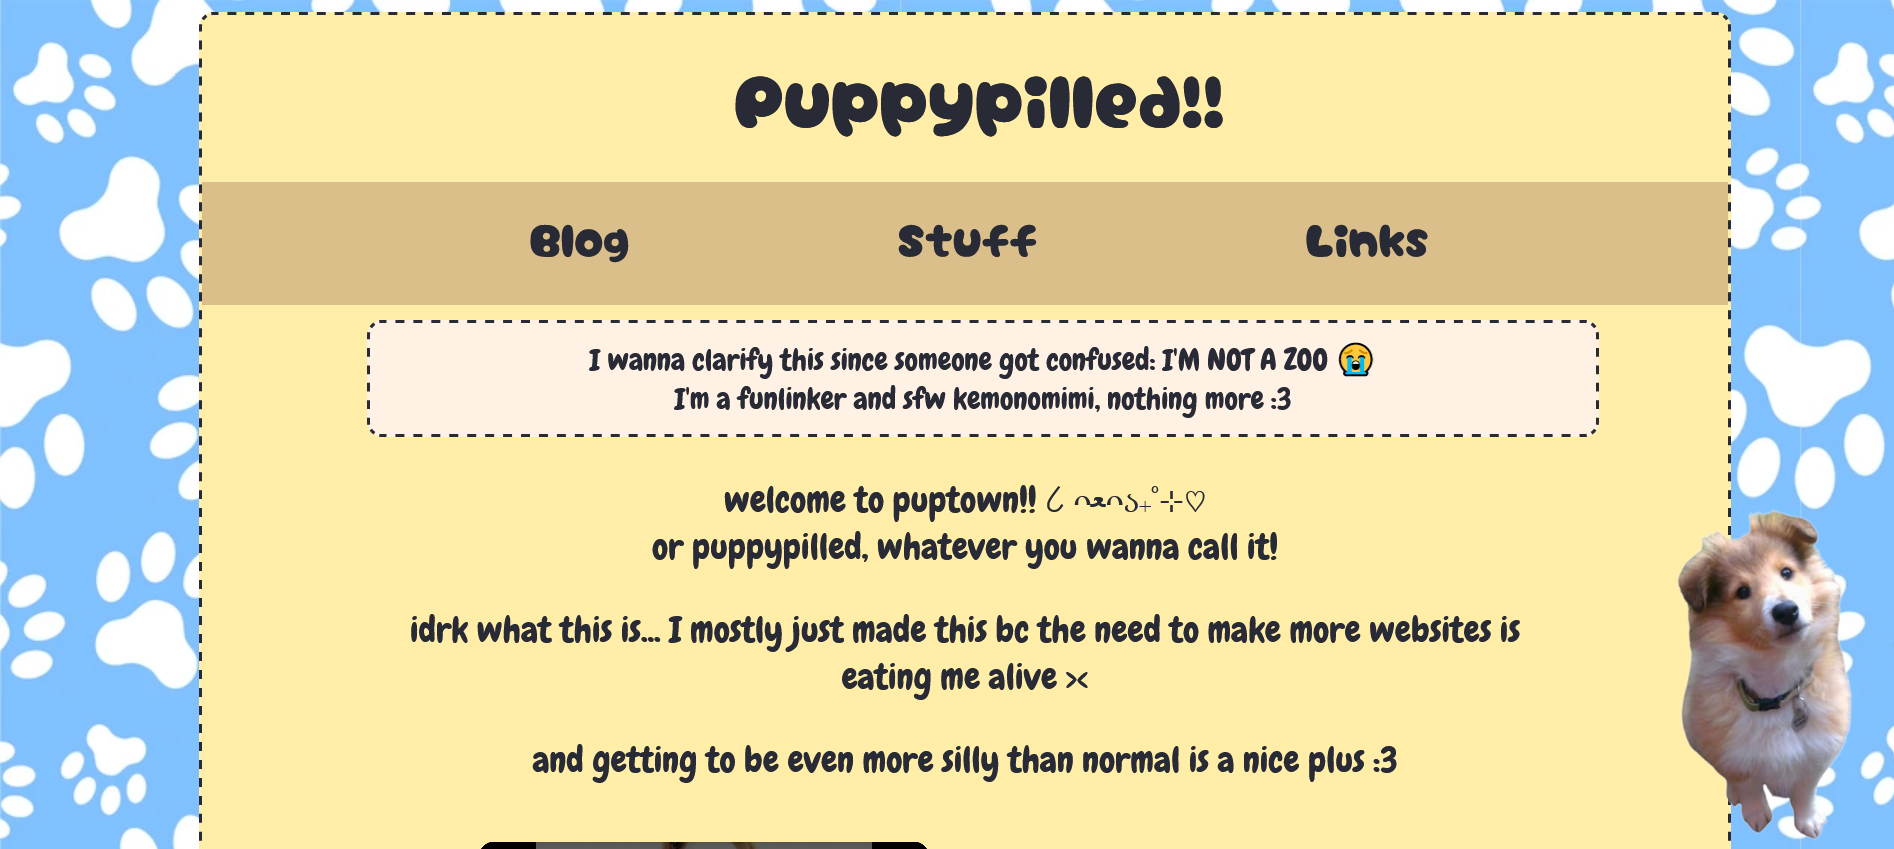 Puppypilled!!
Blog Stuff Links
I wanna clarify this since someone got confused: I'M NOT A ZOO 😭
I'm a funlinker and sfw kemonomimi, nothing more :3
welcome to puptown!! ૮ ᴖﻌᴖა₊˚⊹♡
or puppypilled, whatever you wanna call it!
idrk what this is... I mostly just made this bc the need to make more websites is
eating me alive ><
and getting to be even more silly than normal is a nice plus :3